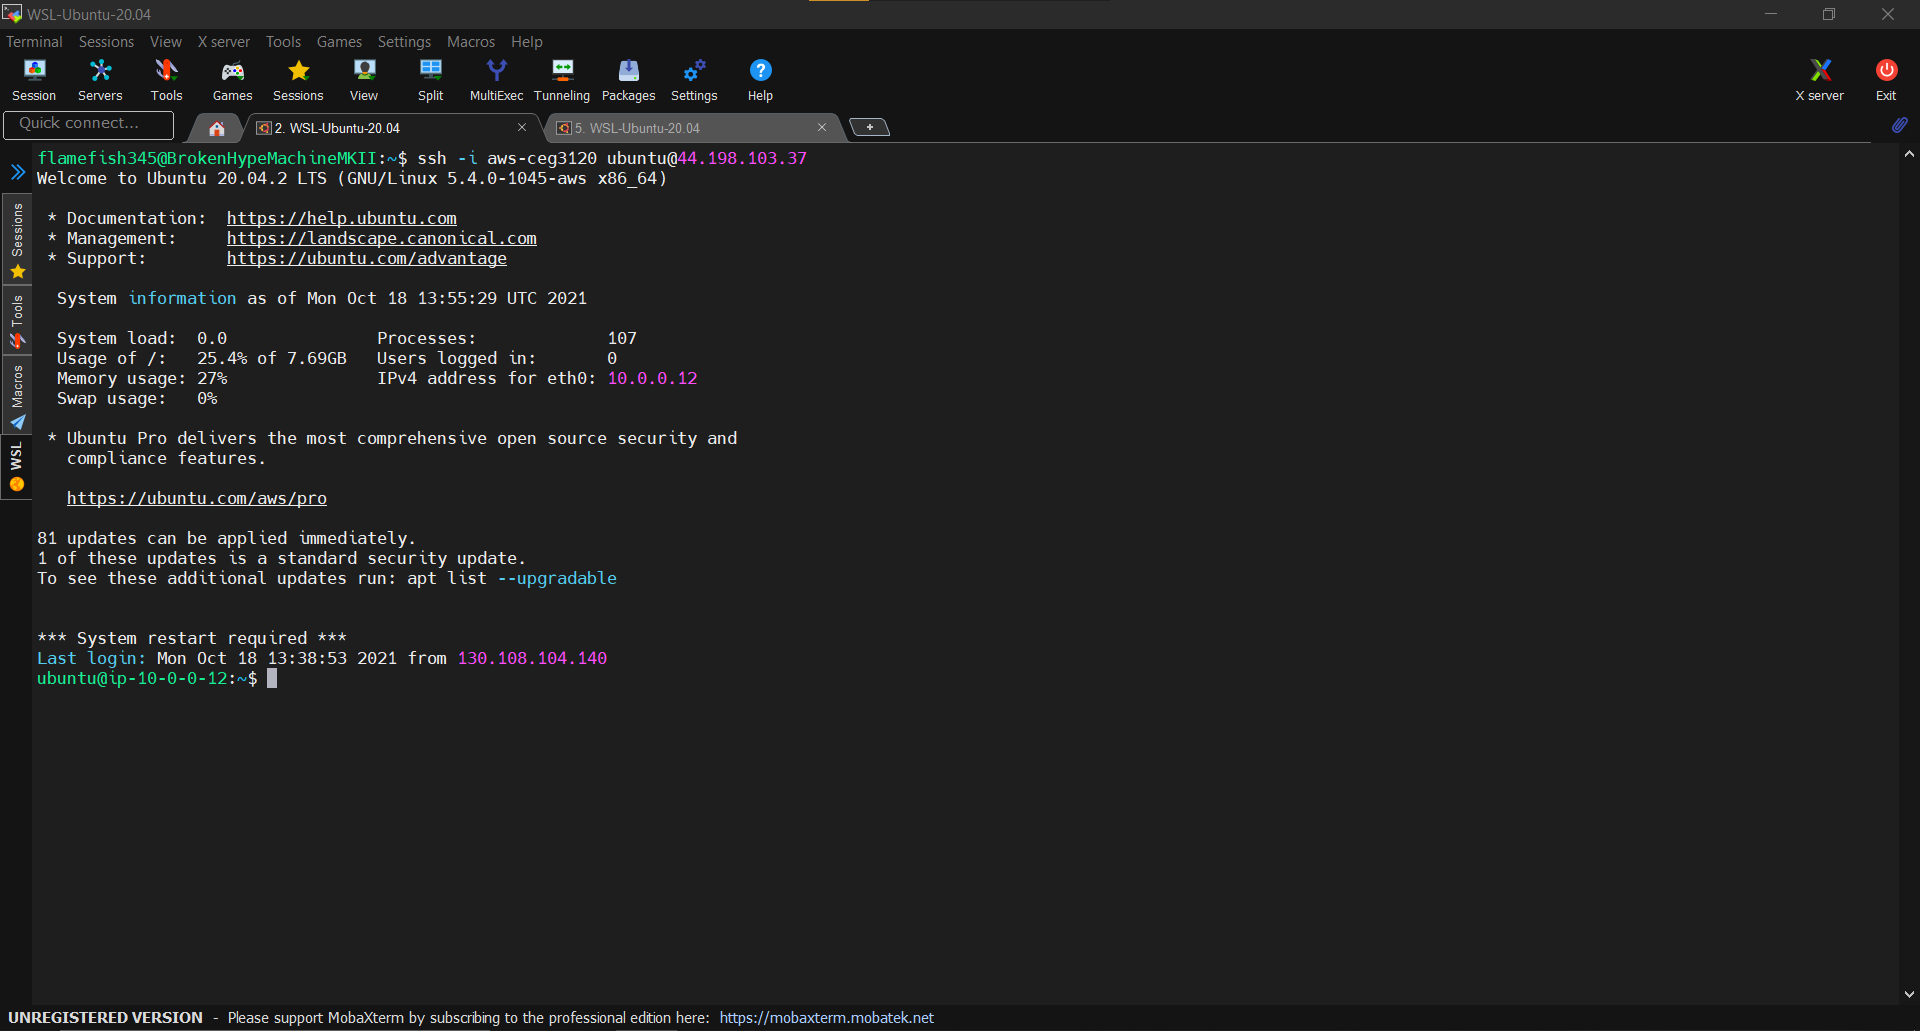 WSL-Ubuntu-20.04
Terminal Sessions View X server Tools Games Settings Macros Help
Session Servers Tools Games Sessions View Split MultiExec Tunneling Packages Settings Help X server Exit
Quick connect... 2. WSL-Ubuntu-20.04 5. WSL-Ubuntu-20.04
flamefish345@BrokenHypeMachineMKII:~$ ssh -i aws-ceg3120 ubuntu@44.198.103.37
Welcome to Ubuntu 20.04.2 LTS (GNU/Linux 5.4.0-1045-aws x86_64)
* Documentation:  https://help.ubuntu.com
* Management:     https://landscape.canonical.com
* Support:        https://ubuntu.com/advantage
System information as of Mon Oct 18 13:55:29 UTC 2021
System load:  0.0               Processes:             107
Usage of /:   25.4% of 7.69GB   Users logged in:       0
Memory usage: 27%               IPv4 address for eth0: 10.0.0.12
Swap usage:   0%
* Ubuntu Pro delivers the most comprehensive open source security and
compliance features.
https://ubuntu.com/aws/pro
81 updates can be applied immediately.
1 of these updates is a standard security update.
To see these additional updates run: apt list --upgradable
*** System restart required ***
Last login: Mon Oct 18 13:38:53 2021 from 130.108.104.140
ubuntu@ip-10-0-0-12:~$
Sessions
Tools
Macros
WSL
UNREGISTERED VERSION - Please support MobaXterm by subscribing to the professional edition here: https://mobaxterm.mobatek.net